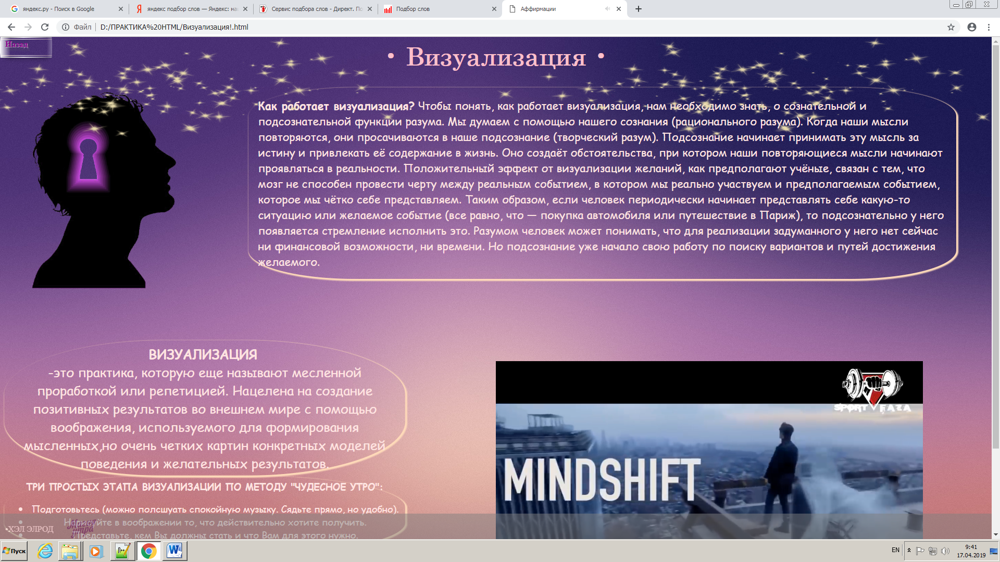 яндекс.ру - Поиск в Google
яндекс подбор слов — Яндекс: на
Сервис подбора слов - Директ. По
Подбор слов
Аффирмации
Файл
D:/ПРАКТИКА%20HTML/Визуализация!.html
Назад
• Визуализация •
Как работает визуализация? Чтобы понять, как работает визуализация, нам необходимо знать, о сознательной и
подсознательной функции разума. Мы думаем с помощью нашего сознания (рационального разума). Когда наши мысли
повторяются, они просачиваются в наше подсознание (творческий разум). Подсознание начинает принимать эту мысль за
истину и привлекать её содержание в жизнь. Оно создаёт обстоятельства, при котором наши повторяющиеся мысли начинают
проявляться в реальности. Положительный эффект от визуализации желаний, как предполагают учёные, связан с тем, что
мозг не способен провести черту между реальным событием, в котором мы реально участвуем и предполагаемым событием,
которое мы чётко себе представляем. Таким образом, если человек периодически начинает представлять себе какую-то
ситуацию или желаемое событие (все равно, что — покупка автомобиля или путешествие в Париж), то подсознательно у него
появляется стремление исполнить это. Разумом человек может понимать, что для реализации задуманного у него нет сейчас
ни финансовой возможности, ни времени. Но подсознание уже начало свою работу по поиску вариантов и путей достижения
желаемого.
ВИЗУАЛИЗАЦИЯ
-это практика, которую еще называют месленной
проработкой или репетицией. Нацелена на создание
позитивных результатов во внешнем мире с помощью
воображения, используемого для формирования
мысленных,но очень четких картин конкретных моделей
поведения и желательных результатов.
ТРИ ПРОСТЫХ ЭТАПА ВИЗУАЛИЗАЦИИ ПО МЕТОДУ "ЧУДЕСНОЕ УТРО":
• Подготовьтесь (можно полсшуать спокойную музыку. Сядьте прямо, но удобно).
• Нарисуйте в воображении то, что действительно хотите получить.
• Представьте, кем Вы должны стать и что Вам для этого нужно.
•ХЭЛ ЭЛРОД
Магия
утра
SPORT FAZA
MINDSHIFT
Пуск
EN
9:41
17.04.2019